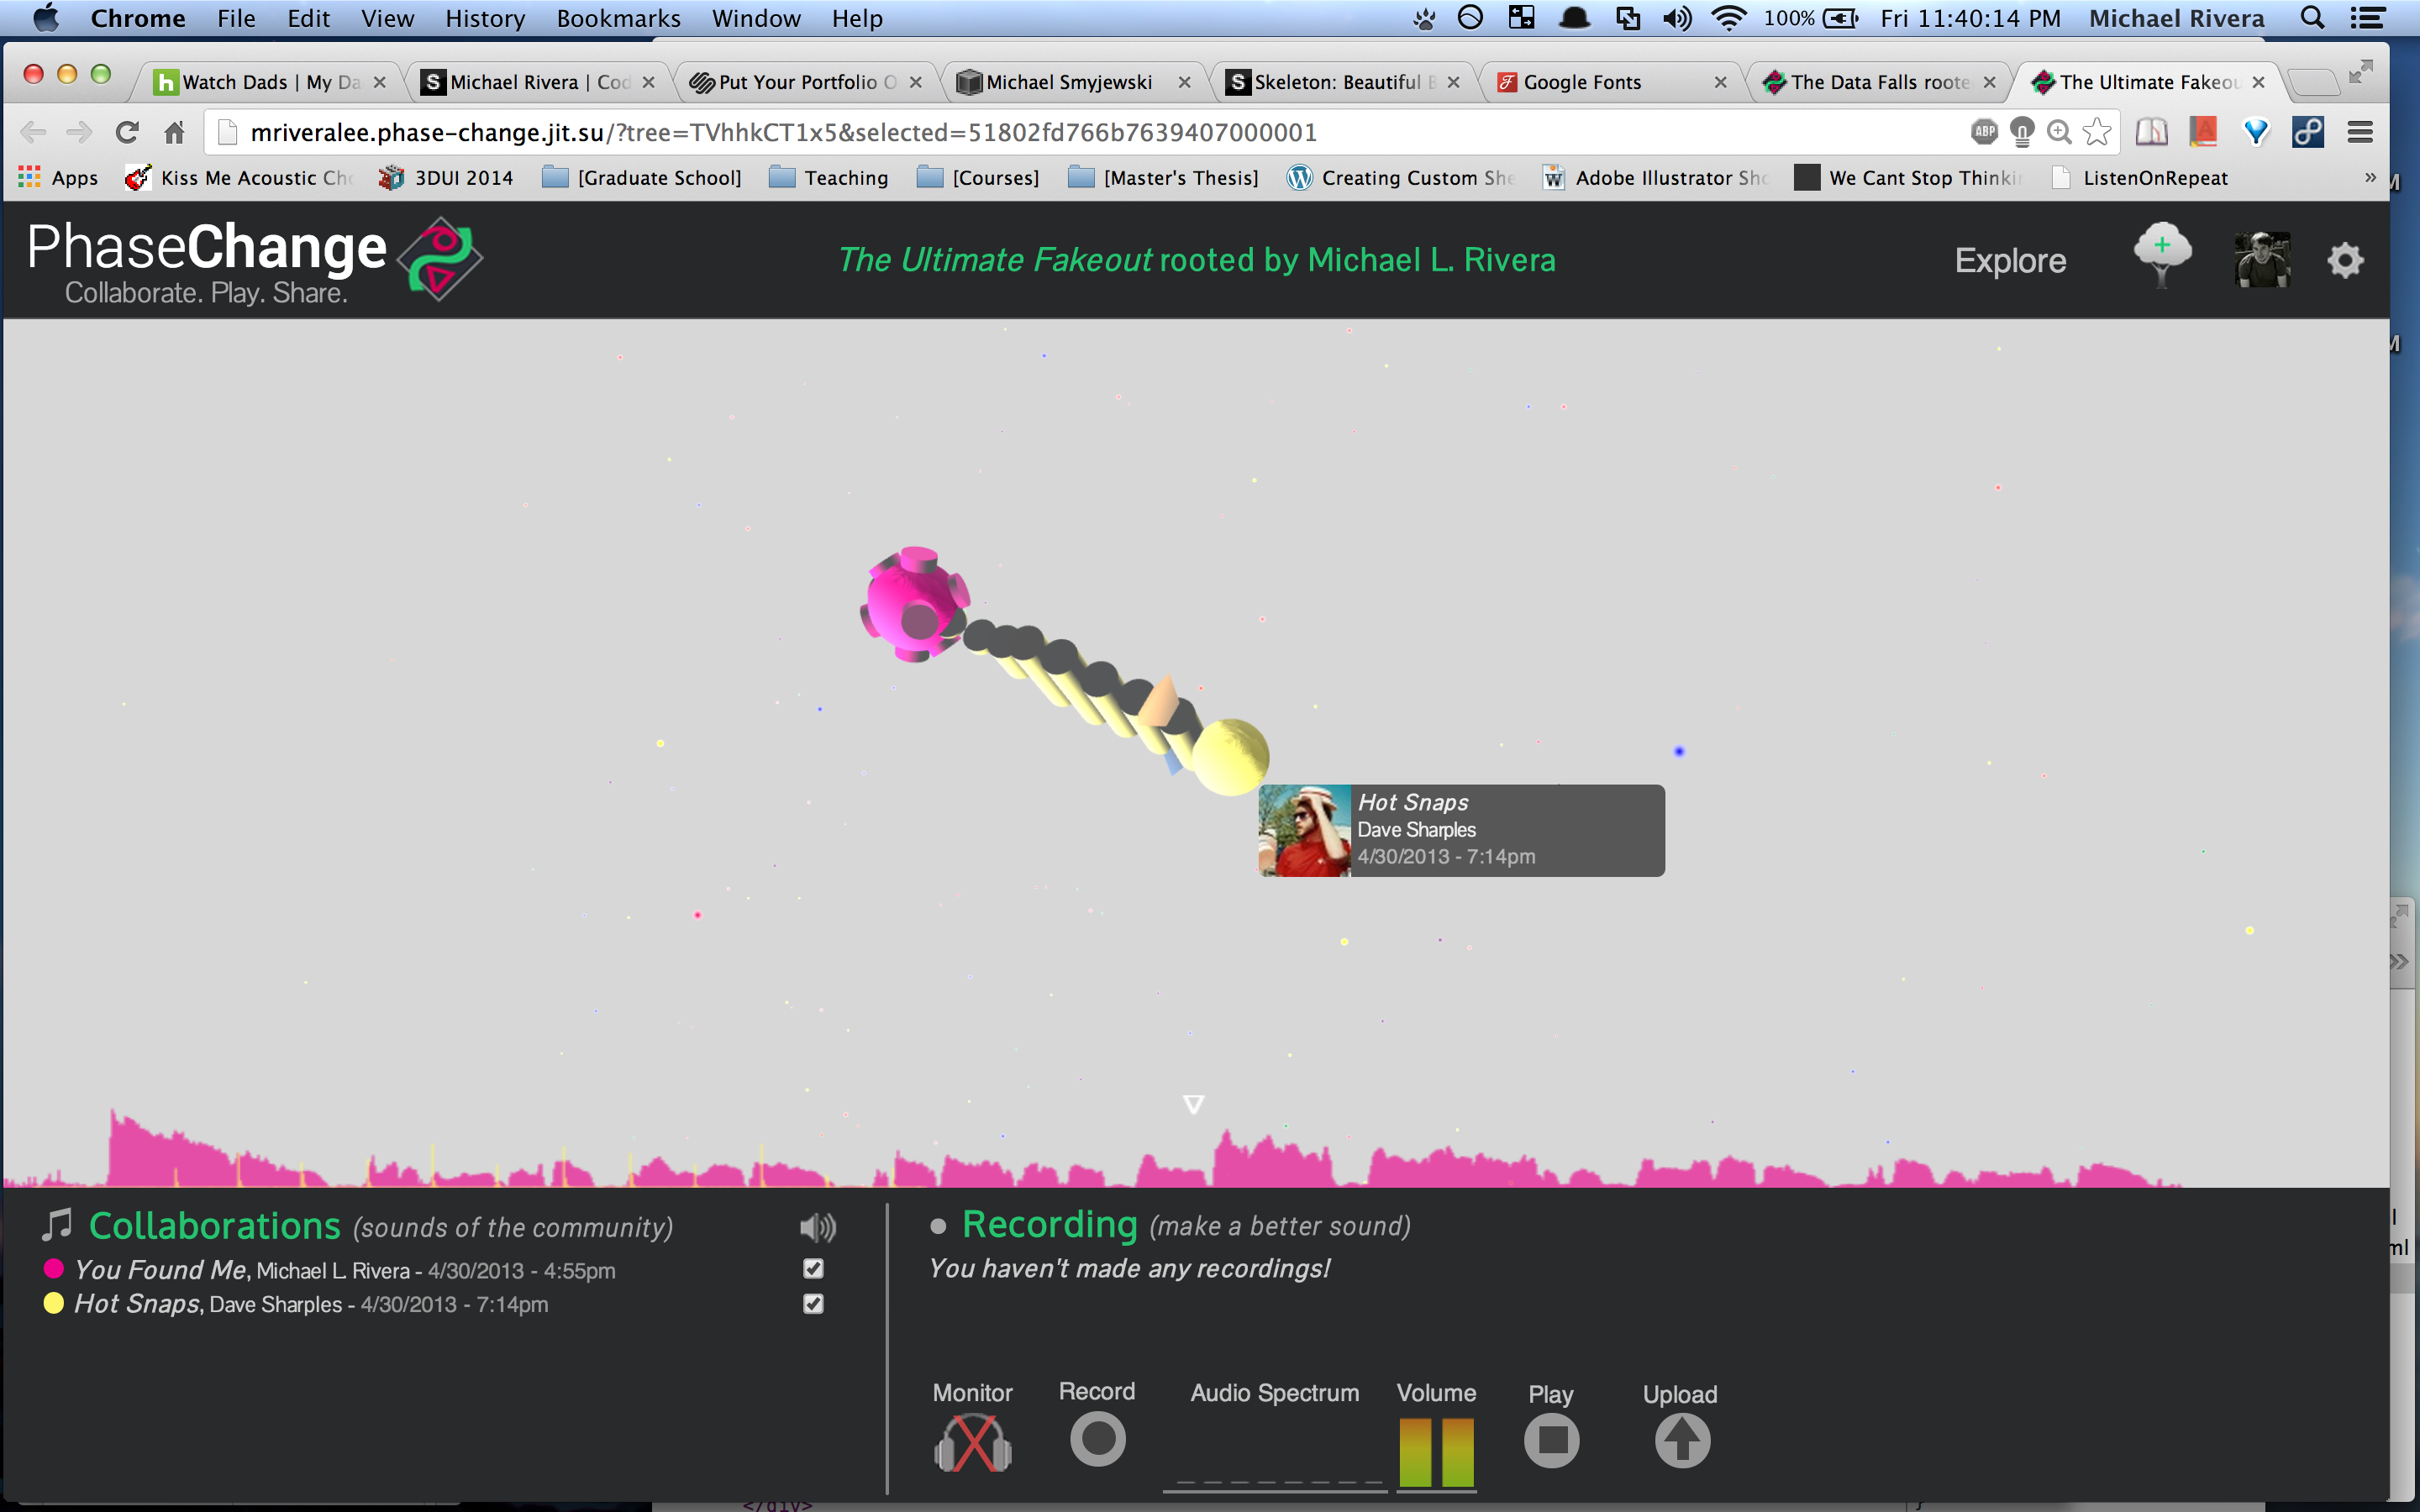 Chrome File Edit View History Bookmarks Window Help 100% Fri 11:40:14 PM Michael Rivera
Watch Dads | My Da Michael Rivera | Cod Put Your Portfolio O Michael Smyjewski Skeleton: Beautiful B Google Fonts The Data Falls roote The Ultimate Fakeou
mriveralee.phase-change.jit.su/?tree=TVhhkCT1x5&selected=51802fd766b7639407000001 ABP
Apps Kiss Me Acoustic Cho 3DUI 2014 [Graduate School] Teaching [Courses] [Master's Thesis] Creating Custom She Adobe Illustrator Sho We Cant Stop Thinki ListenOnRepeat »
PhaseChange
Collaborate. Play. Share.
The Ultimate Fakeout rooted by Michael L. Rivera
Explore
Hot Snaps
Dave Sharples
4/30/2013 - 7:14pm
Collaborations (sounds of the community)
You Found Me, Michael L. Rivera - 4/30/2013 - 4:55pm
Hot Snaps, Dave Sharples - 4/30/2013 - 7:14pm
Recording (make a better sound)
You haven't made any recordings!
Monitor Record Audio Spectrum Volume Play Upload
</div>
}